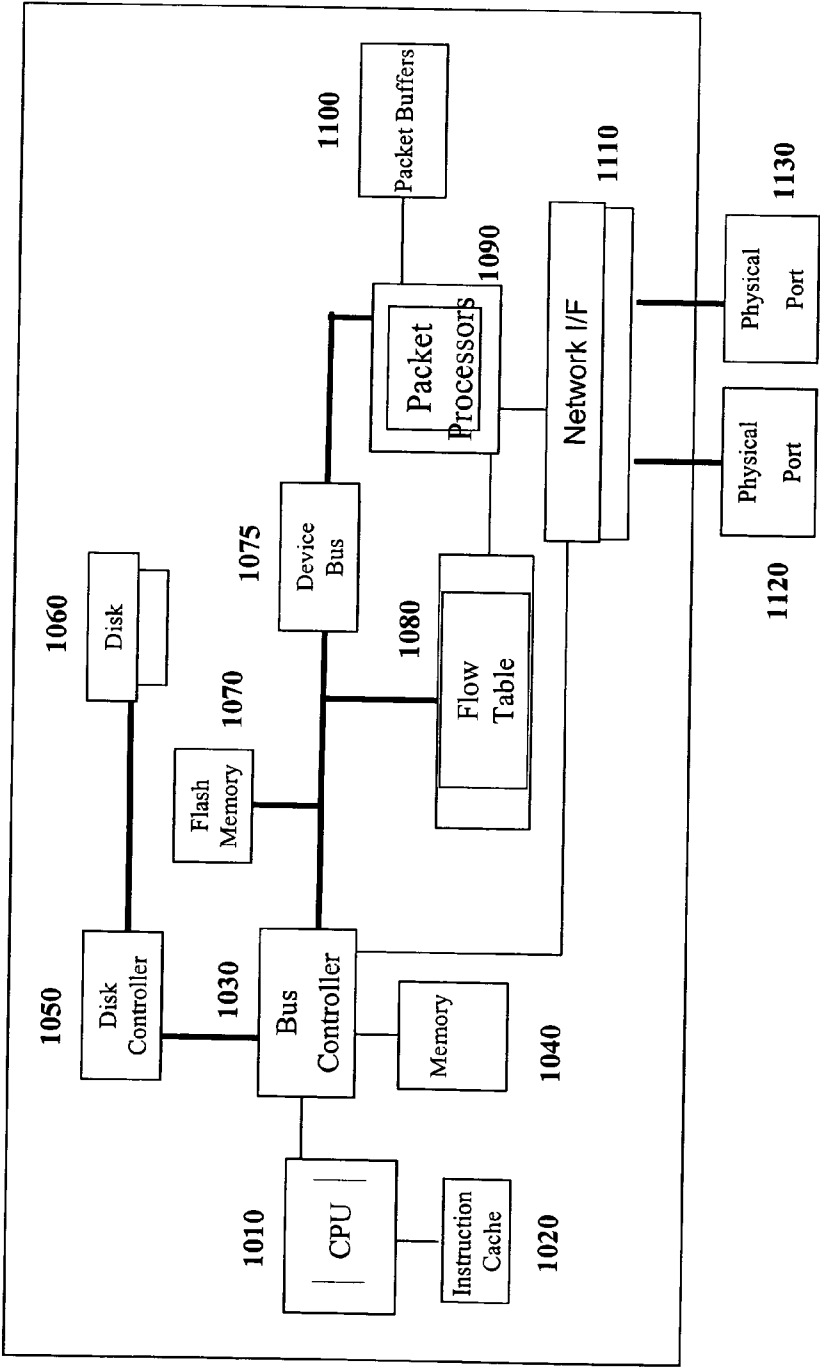 1050
Disk
Controller
1060
Disk
1030
Bus
Controller
1070
Flash
Memory
1075
Device
Bus
1100
Packet Buffers
1010
CPU
1020
Instruction
Cache
1040
Memory
1080
Flow
Table
1090
Packet
Processors
1110
Network I/F
1120
Physical
Port
1130
Physical
Port